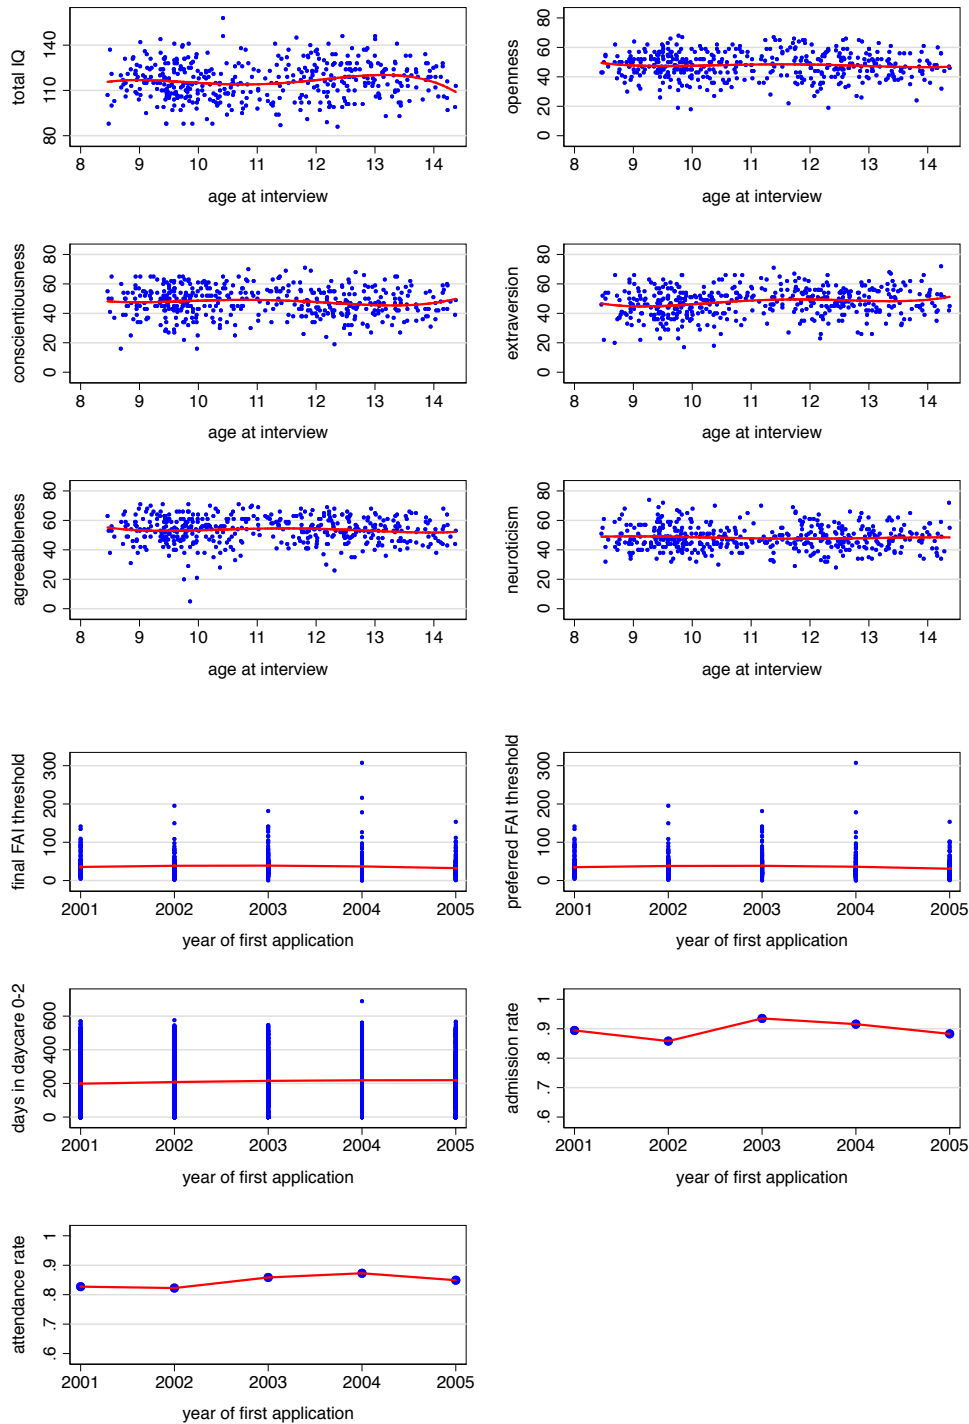 total IQ
140
110
80
8 9 10 11 12 13 14
age at interview
openness
80
60
40
20
0
8 9 10 11 12 13 14
age at interview
conscientiousness
80
60
40
20
0
8 9 10 11 12 13 14
age at interview
extraversion
80
60
40
20
0
8 9 10 11 12 13 14
age at interview
agreeableness
80
60
40
20
0
8 9 10 11 12 13 14
age at interview
neuroticism
80
60
40
20
0
8 9 10 11 12 13 14
age at interview
final FAI threshold
300
200
100
0
2001 2002 2003 2004 2005
year of first application
preferred FAI threshold
300
200
100
0
2001 2002 2003 2004 2005
year of first application
days in daycare 0-2
600
400
200
0
2001 2002 2003 2004 2005
year of first application
admission rate
1
.9
.8
.7
.6
2001 2002 2003 2004 2005
year of first application
attendance rate
1
.9
.8
.7
.6
2001 2002 2003 2004 2005
year of first application